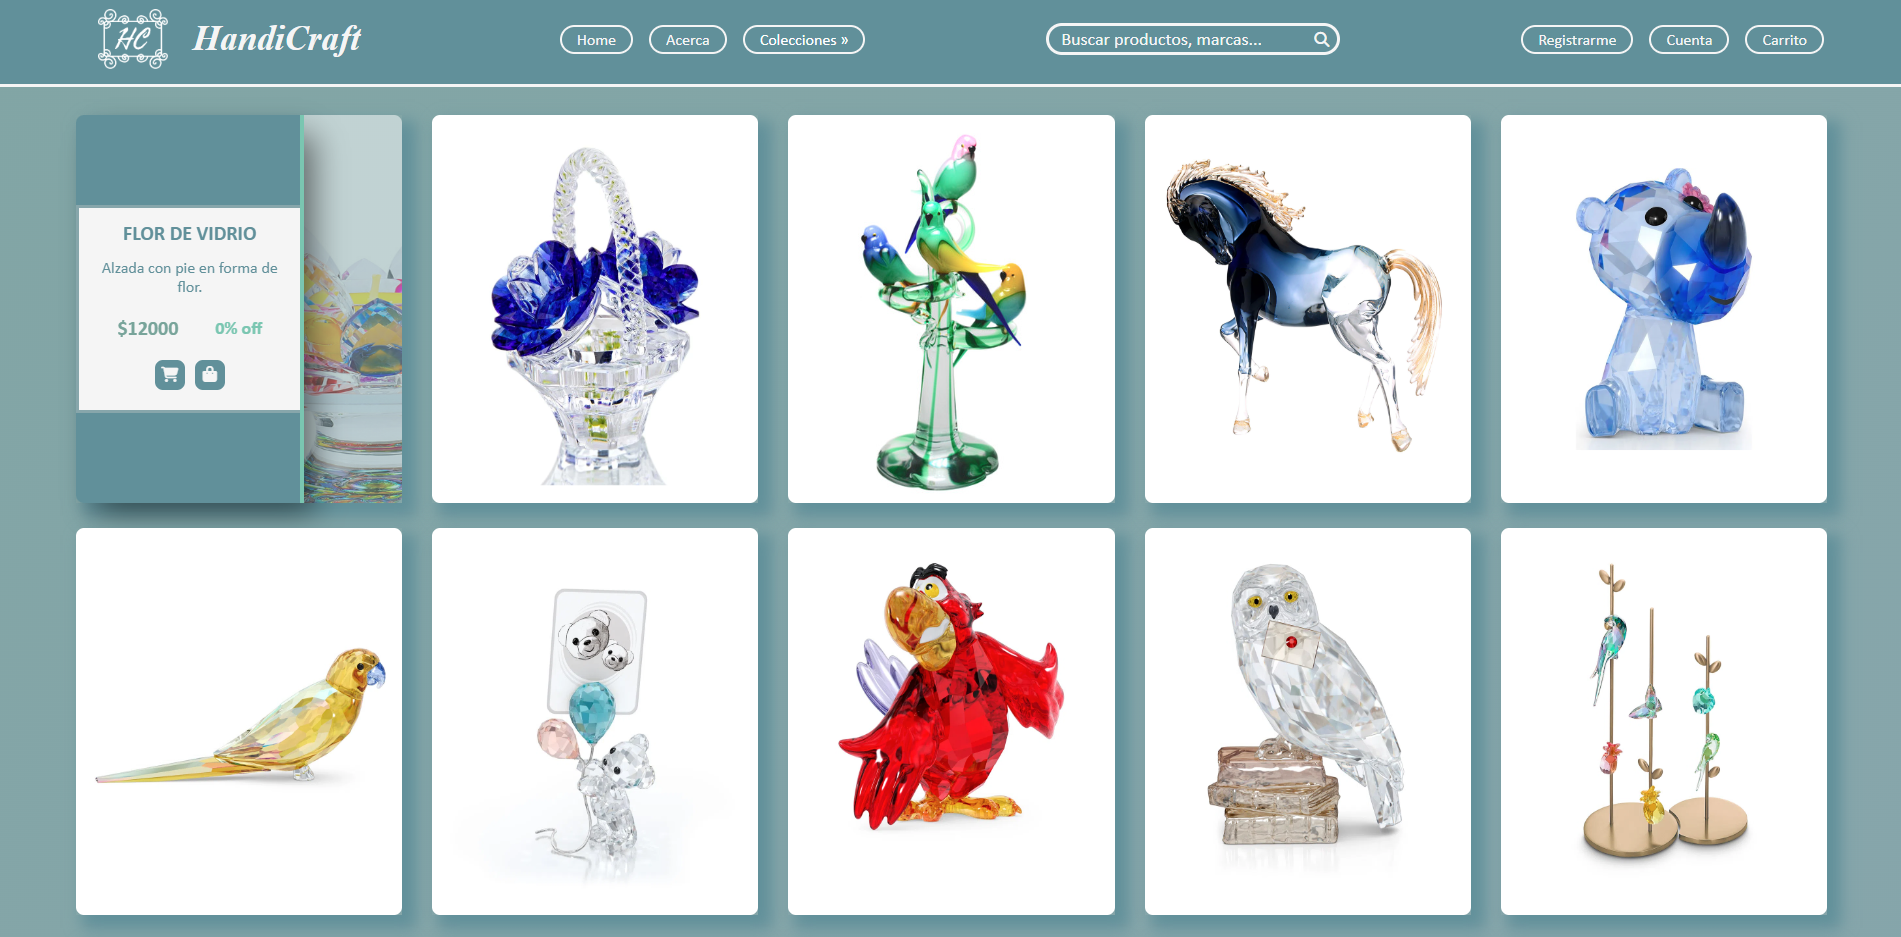 HC
HandiCraft
Home
Acerca
Colecciones »
Buscar productos, marcas...
Registrarme
Cuenta
Carrito
FLOR DE VIDRIO
Alzada con pie en forma de
flor.
$12000
0% off